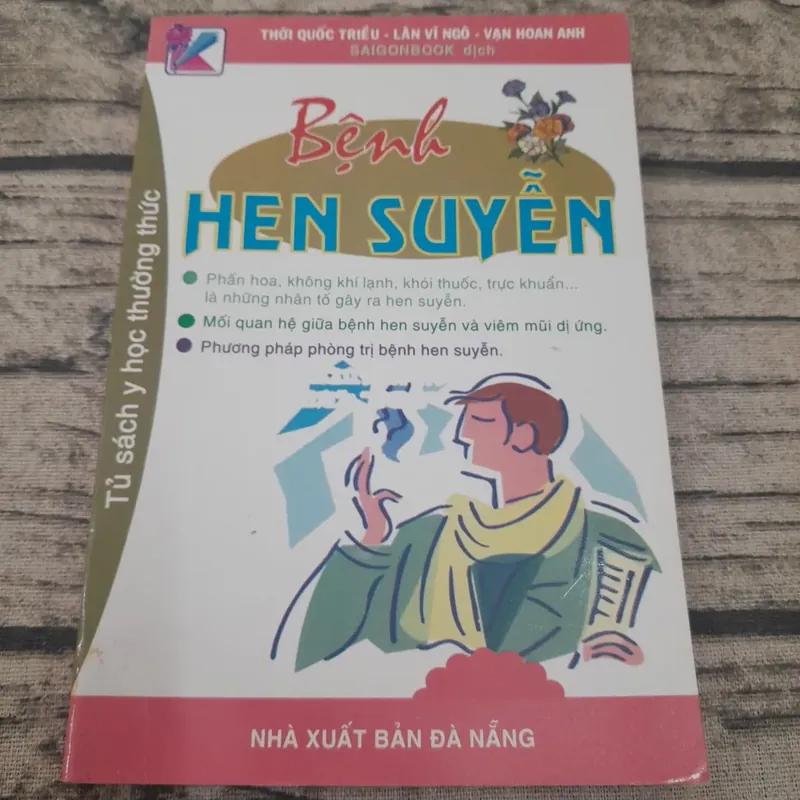 THỜI QUỐC TRIỀU - LÂN VĨ NGÔ - VẠN HOAN ANH
SAIGONBOOK dịch
Bệnh
HEN SUYỄN
Phấn hoa, không khí lạnh, khói thuốc, trực khuẩn...
là những nhân tố gây ra hen suyễn.
Mối quan hệ giữa bệnh hen suyễn và viêm mũi dị ứng.
Phương pháp phòng trị bệnh hen suyễn.
Tủ sách y học thường thức
NHÀ XUẤT BẢN ĐÀ NẴNG